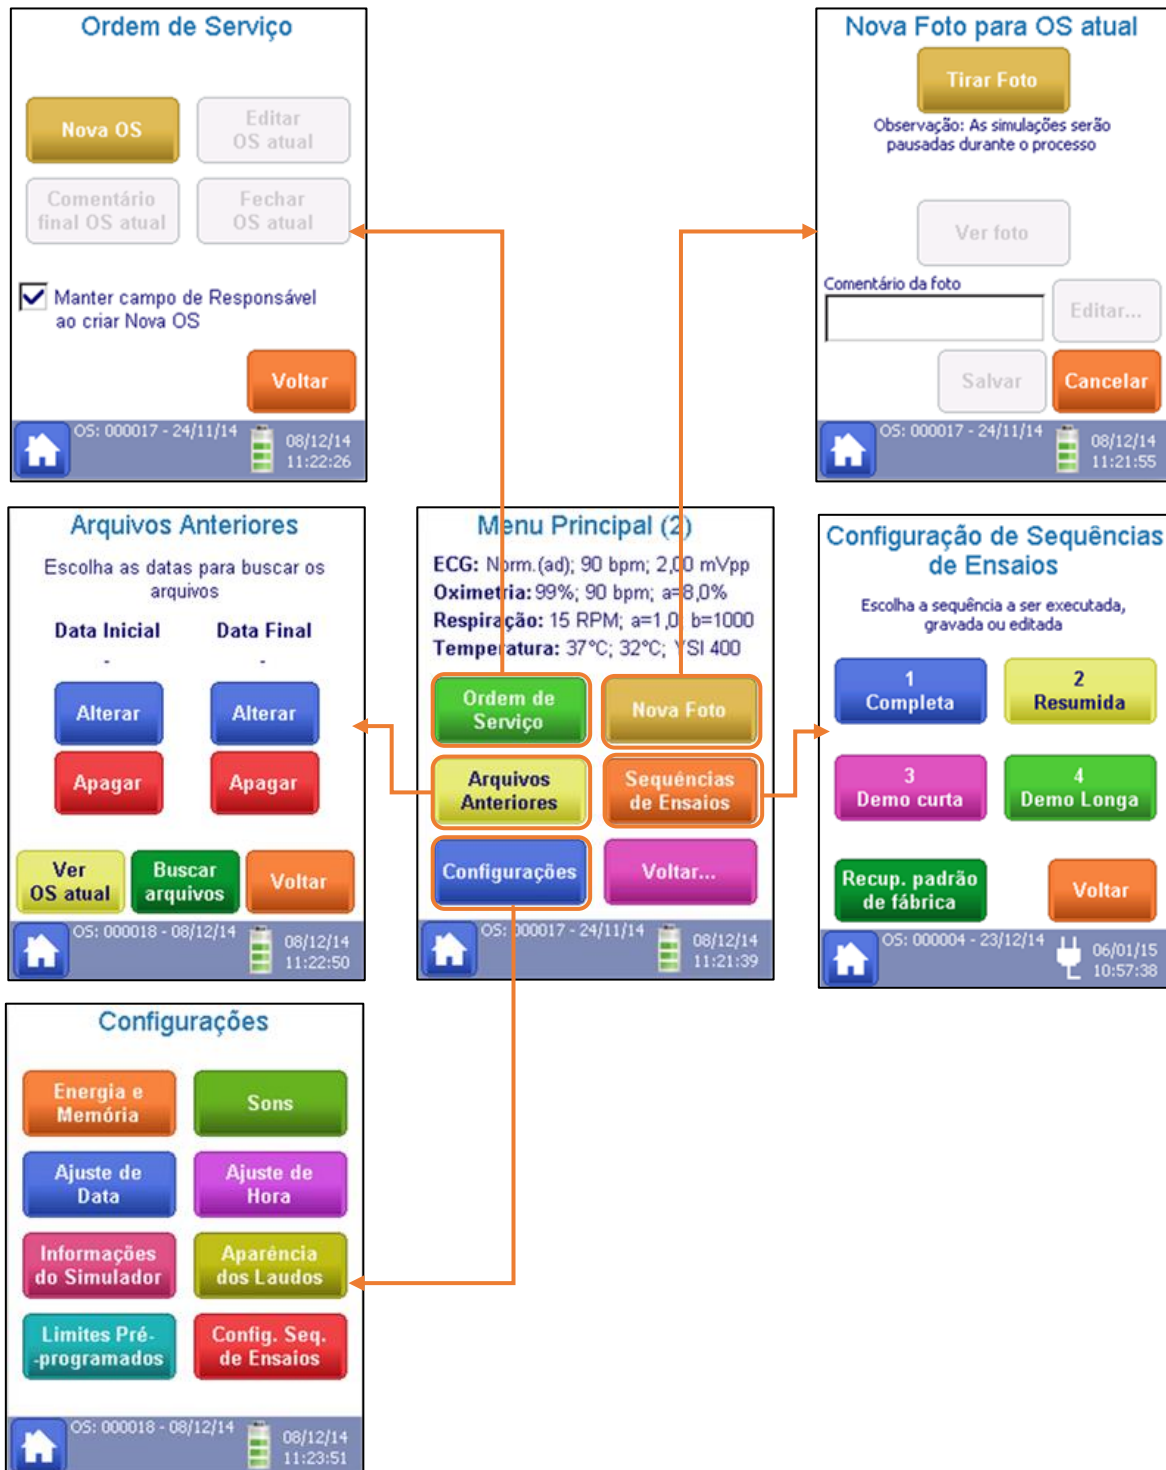 Ordem de Serviço
Nova OS
Editar
OS atual
Comentário
final OS atual
Fechar
OS atual
Manter campo de Responsável
ao criar Nova OS
Voltar
OS: 000017 - 24/11/14
08/12/14
11:22:26
Nova Foto para OS atual
Tirar Foto
Observação: As simulações serão
pausadas durante o processo
Ver foto
Comentário da foto
Editar...
Salvar
Cancelar
OS: 000017 - 24/11/14
08/12/14
11:21:55
Arquivos Anteriores
Escolha as datas para buscar os
arquivos
Data Inicial
Data Final
-
-
Alterar
Alterar
Apagar
Apagar
Ver
OS atual
Buscar
arquivos
Voltar
OS: 000018 - 08/12/14
08/12/14
11:22:50
Menu Principal (2)
ECG: Norm.(ad); 90 bpm; 2,00 mVpp
Oximetria: 99%; 90 bpm; a=8,0%
Respiração: 15 RPM; a=1,0; b=1000
Temperatura: 37°C; 32°C; YSI 400
Ordem de
Serviço
Nova Foto
Arquivos
Anteriores
Sequências
de Ensaios
Configurações
Voltar...
OS: 000017 - 24/11/14
08/12/14
11:21:39
Configuração de Sequências
de Ensaios
Escolha a sequência a ser executada,
gravada ou editada
1
Completa
2
Resumida
3
Demo curta
4
Demo Longa
Recup. padrão
de fábrica
Voltar
OS: 000004 - 23/12/14
06/01/15
10:57:38
Configurações
Energia e
Memória
Sons
Ajuste de
Data
Ajuste de
Hora
Informações
do Simulador
Aparência
dos Laudos
Limites Pré-
-programados
Config. Seq.
de Ensaios
OS: 000018 - 08/12/14
08/12/14
11:23:51